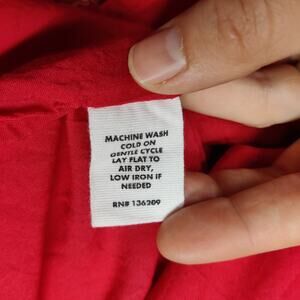 MACHINE WASH
COLD ON
GENTLE CYCLE
LAY FLAT TO
AIR DRY,
LOW IRON IF
NEEDED
RN# 136209